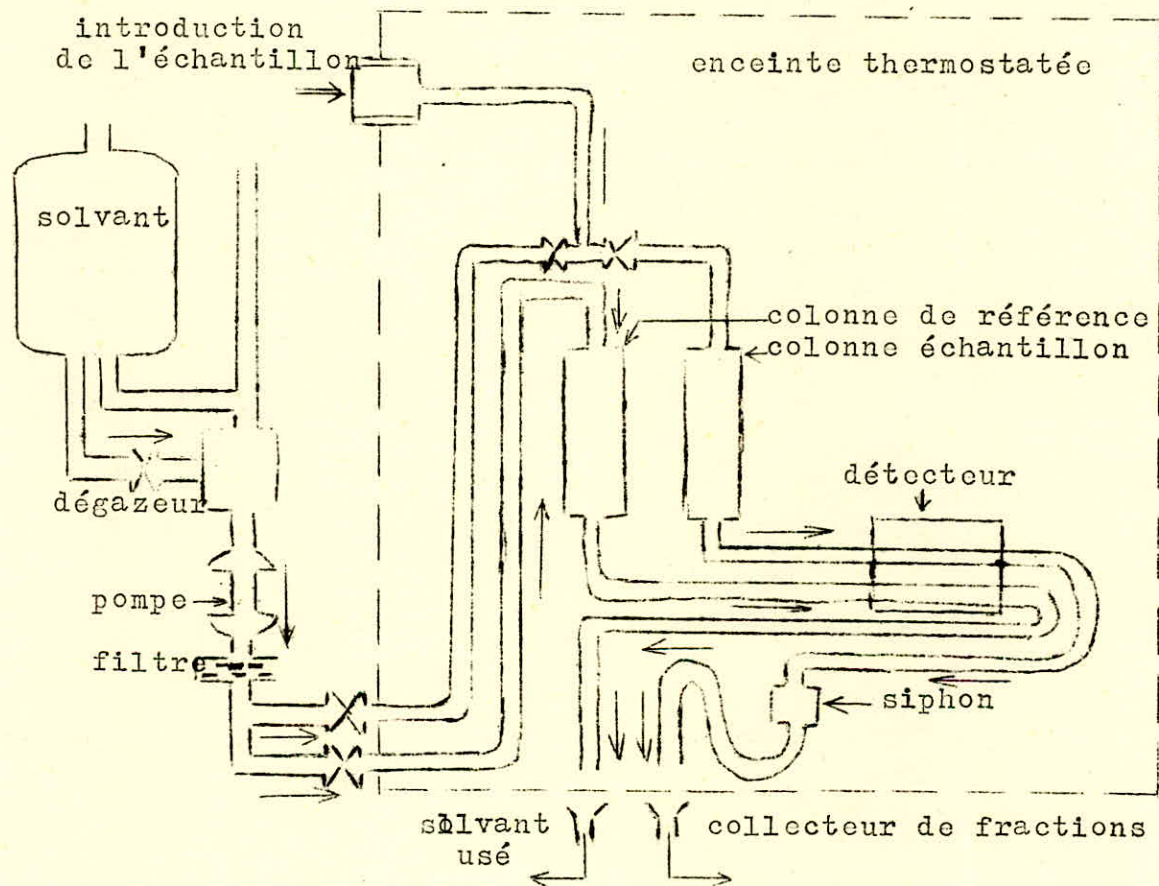 introduction
de l'échantillon
enceinte thermostatée
solvant
colonne de référence
colonne échantillon
détecteur
dégazeur
pompe
filtre
siphon
sblvant
usé
collecteur de fractions